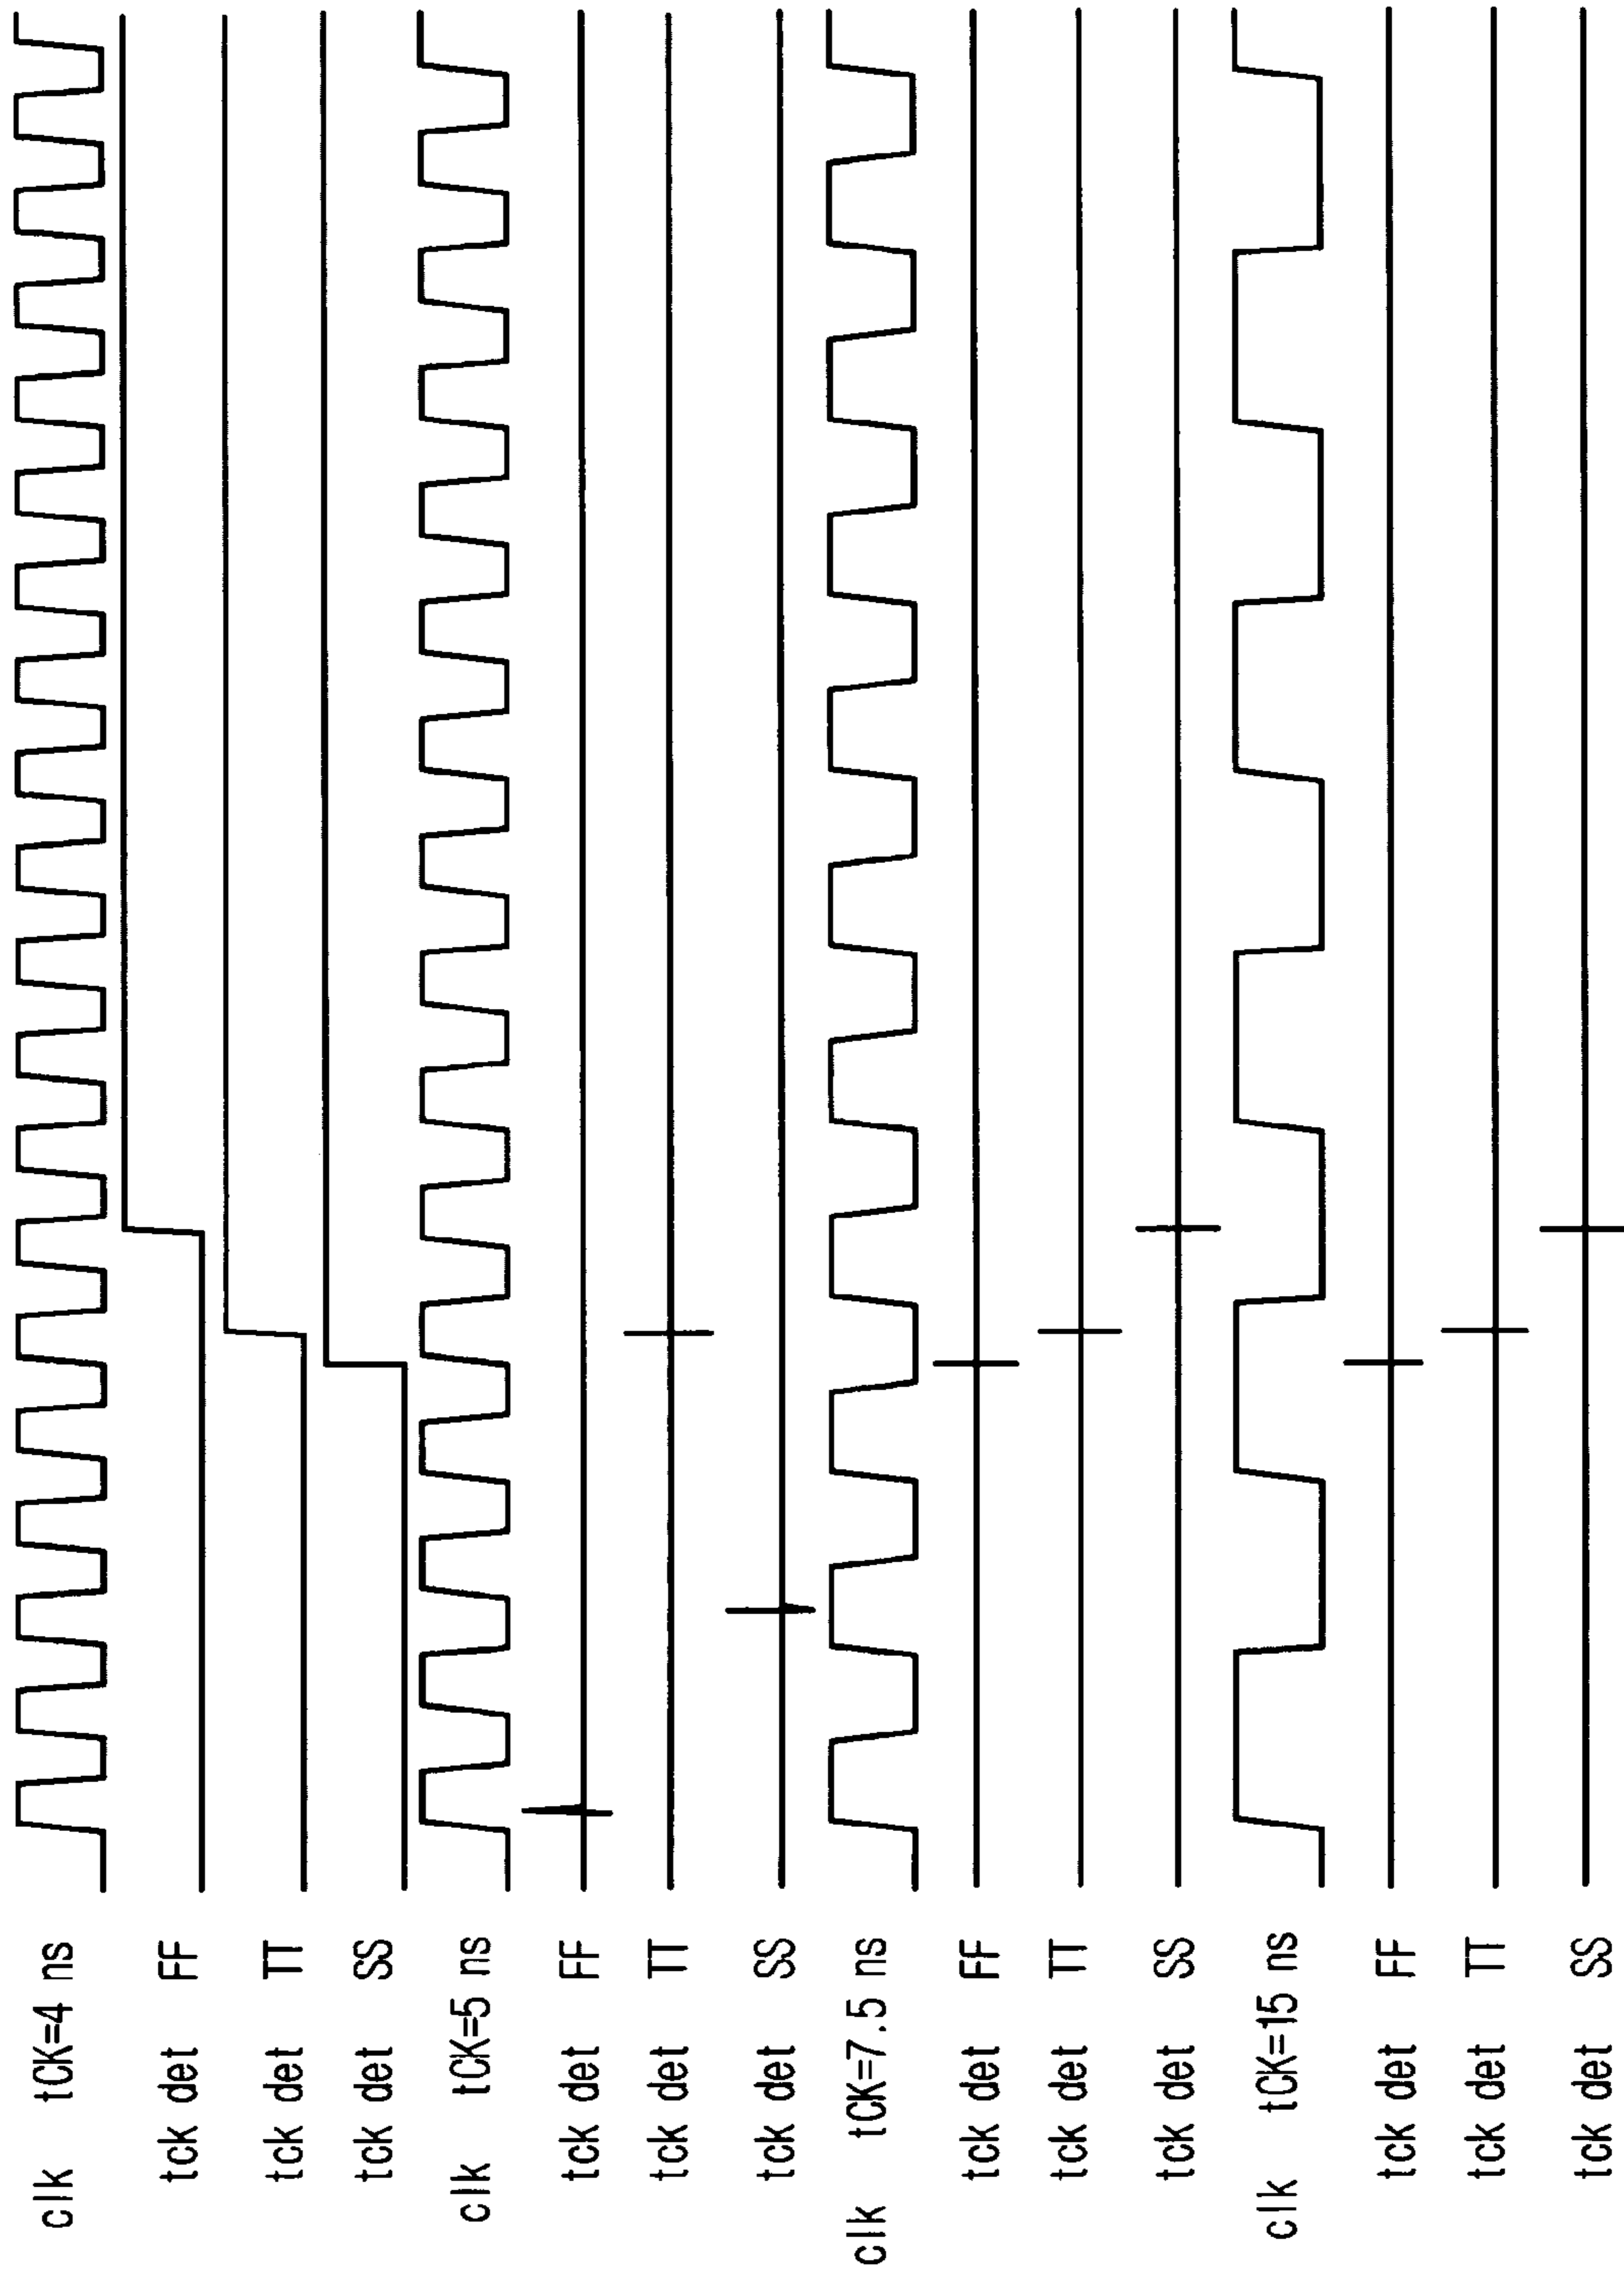 clk tCK=4 ns
tck det FF
tck det TT
tck det SS
clk tCK=5 ns
tck det FF
tck det TT
tck det SS
clk tCK=7.5 ns
tck det FF
tck det TT
tck det SS
clk tCK=15 ns
tck det FF
tck det TT
tck det SS